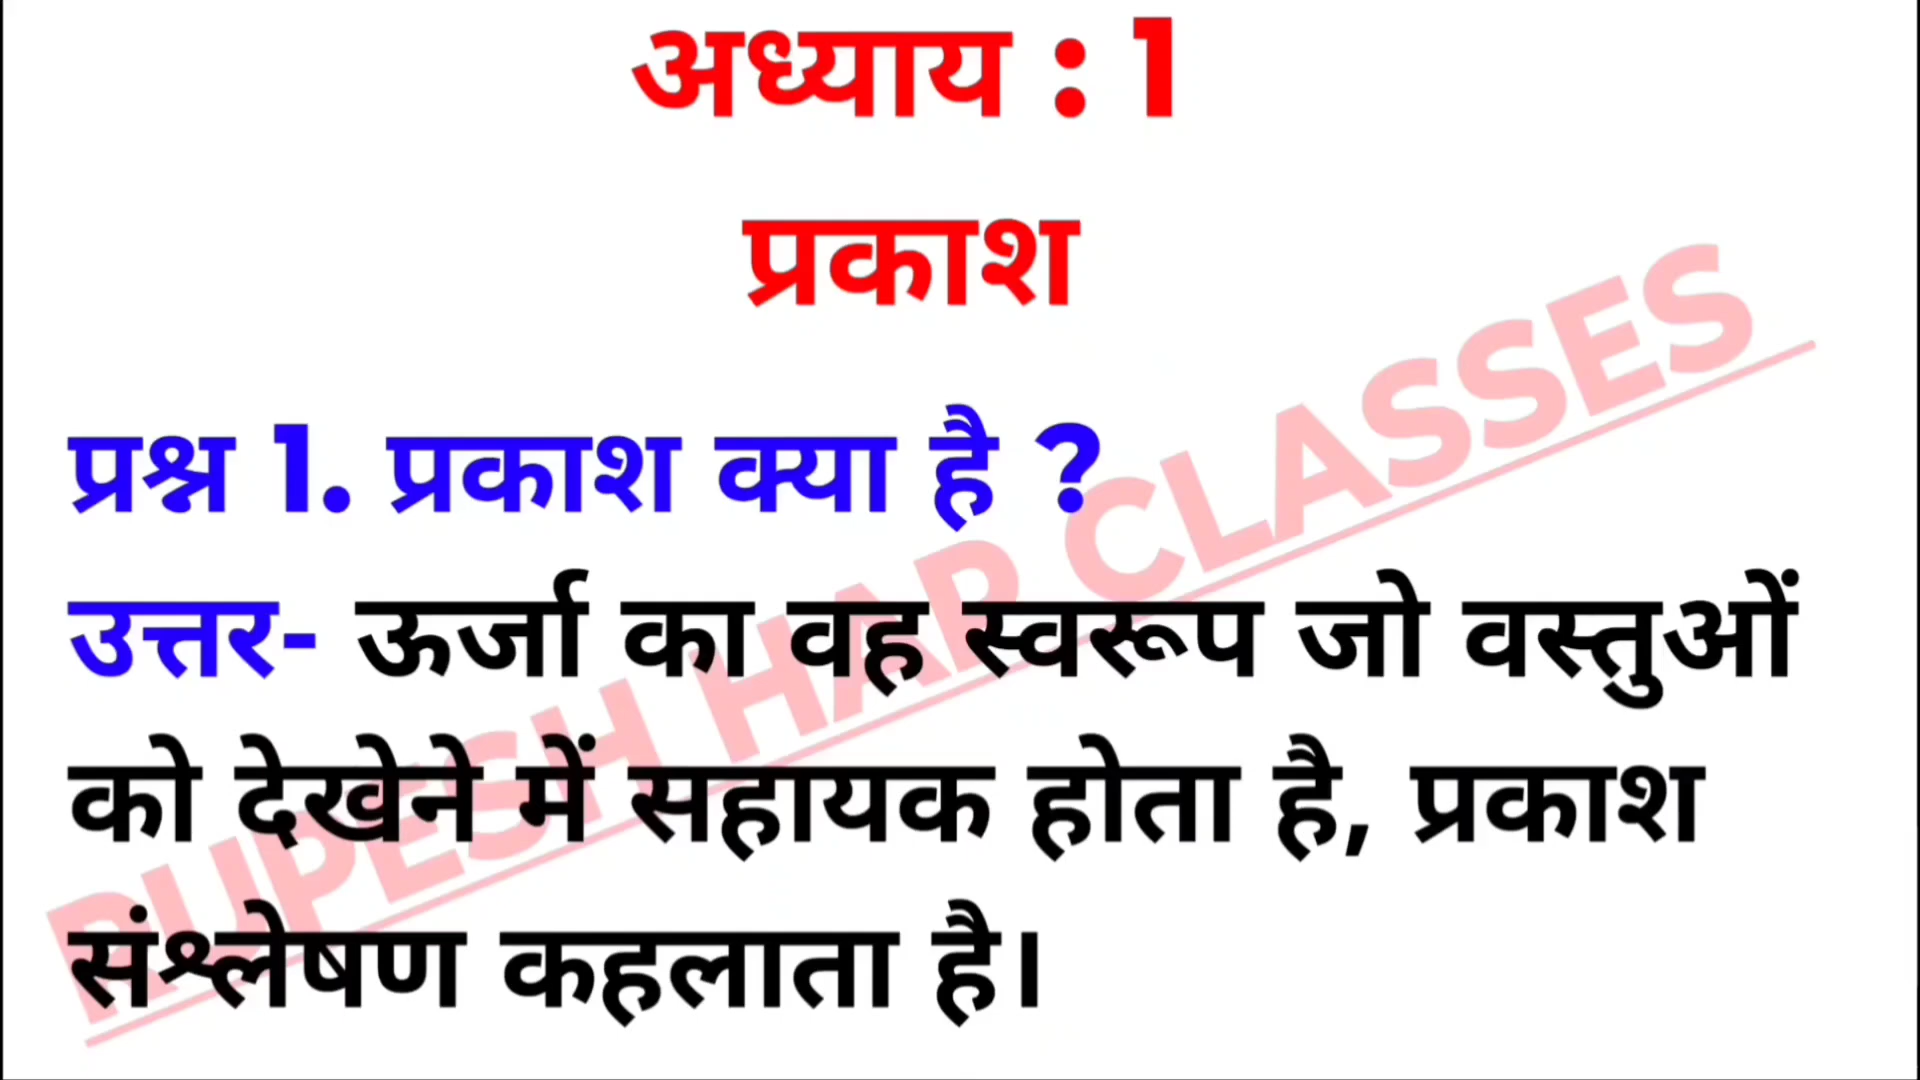 अध्याय : 1
प्रकाश
प्रश्न 1. प्रकाश क्या है ?
उत्तर- ऊर्जा का वह स्वरूप जो वस्तुओं
को देखेने में सहायक होता है, प्रकाश
संश्लेषण कहलाता है।
RUPESH HAR CLASSES